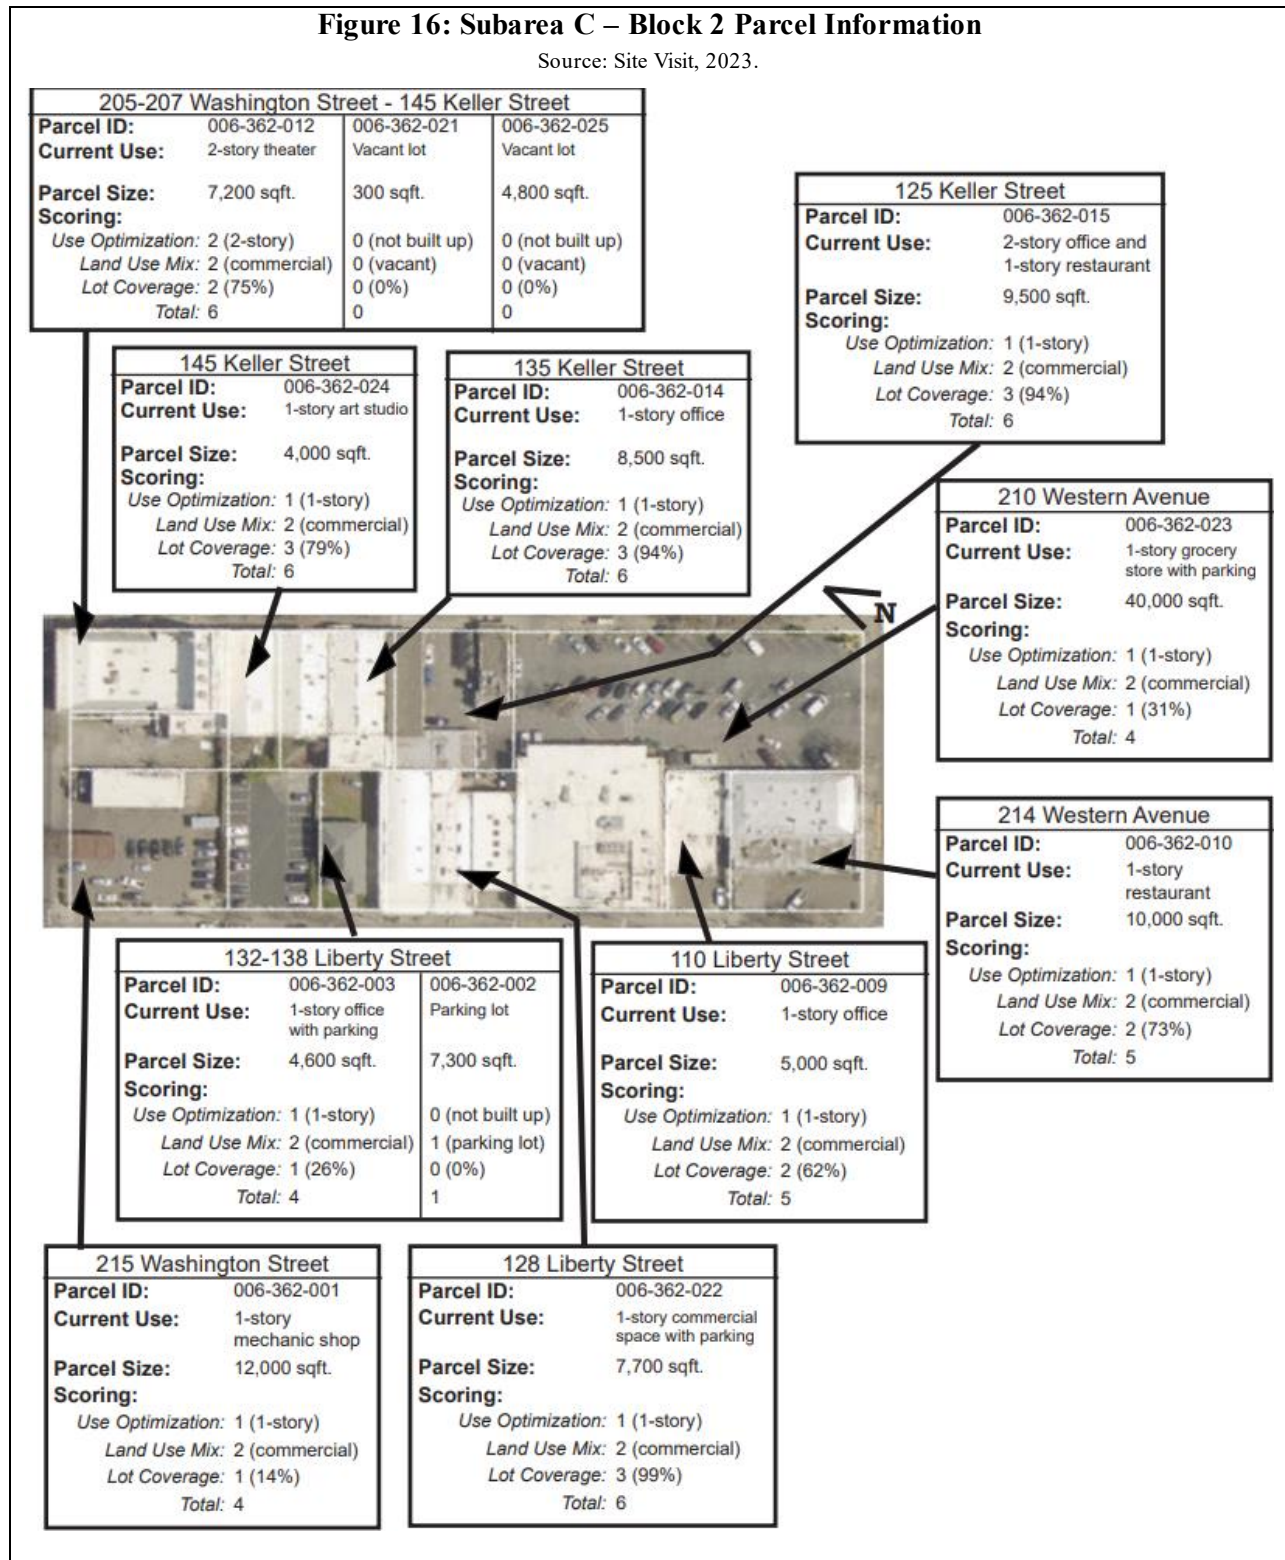 Figure 16: Subarea C – Block 2 Parcel Information
Source: Site Visit, 2023.
205-207 Washington Street - 145 Keller Street
Parcel ID: 006-362-012 006-362-021 006-362-025
Current Use: 2-story theater Vacant lot Vacant lot
Parcel Size: 7,200 sqft. 300 sqft. 4,800 sqft.
Scoring:
Use Optimization: 2 (2-story) 0 (not built up) 0 (not built up)
Land Use Mix: 2 (commercial) 0 (vacant) 0 (vacant)
Lot Coverage: 2 (75%) 0 (0%) 0 (0%)
Total: 6 0 0
125 Keller Street
Parcel ID: 006-362-015
Current Use: 2-story office and
1-story restaurant
Parcel Size: 9,500 sqft.
Scoring:
Use Optimization: 1 (1-story)
Land Use Mix: 2 (commercial)
Lot Coverage: 3 (94%)
Total: 6
145 Keller Street
Parcel ID: 006-362-024
Current Use: 1-story art studio
Parcel Size: 4,000 sqft.
Scoring:
Use Optimization: 1 (1-story)
Land Use Mix: 2 (commercial)
Lot Coverage: 3 (79%)
Total: 6
135 Keller Street
Parcel ID: 006-362-014
Current Use: 1-story office
Parcel Size: 8,500 sqft.
Scoring:
Use Optimization: 1 (1-story)
Land Use Mix: 2 (commercial)
Lot Coverage: 3 (94%)
Total: 6
210 Western Avenue
Parcel ID: 006-362-023
Current Use: 1-story grocery
store with parking
Parcel Size: 40,000 sqft.
Scoring:
Use Optimization: 1 (1-story)
Land Use Mix: 2 (commercial)
Lot Coverage: 1 (31%)
Total: 4
N
214 Western Avenue
Parcel ID: 006-362-010
Current Use: 1-story
restaurant
Parcel Size: 10,000 sqft.
Scoring:
Use Optimization: 1 (1-story)
Land Use Mix: 2 (commercial)
Lot Coverage: 2 (73%)
Total: 5
132-138 Liberty Street
Parcel ID: 006-362-003 006-362-002
Current Use: 1-story office Parking lot
with parking
Parcel Size: 4,600 sqft. 7,300 sqft.
Scoring:
Use Optimization: 1 (1-story) 0 (not built up)
Land Use Mix: 2 (commercial) 1 (parking lot)
Lot Coverage: 1 (26%) 0 (0%)
Total: 4 1
110 Liberty Street
Parcel ID: 006-362-009
Current Use: 1-story office
Parcel Size: 5,000 sqft.
Scoring:
Use Optimization: 1 (1-story)
Land Use Mix: 2 (commercial)
Lot Coverage: 2 (62%)
Total: 5
215 Washington Street
Parcel ID: 006-362-001
Current Use: 1-story
mechanic shop
Parcel Size: 12,000 sqft.
Scoring:
Use Optimization: 1 (1-story)
Land Use Mix: 2 (commercial)
Lot Coverage: 1 (14%)
Total: 4
128 Liberty Street
Parcel ID: 006-362-022
Current Use: 1-story commercial
space with parking
Parcel Size: 7,700 sqft.
Scoring:
Use Optimization: 1 (1-story)
Land Use Mix: 2 (commercial)
Lot Coverage: 3 (99%)
Total: 6